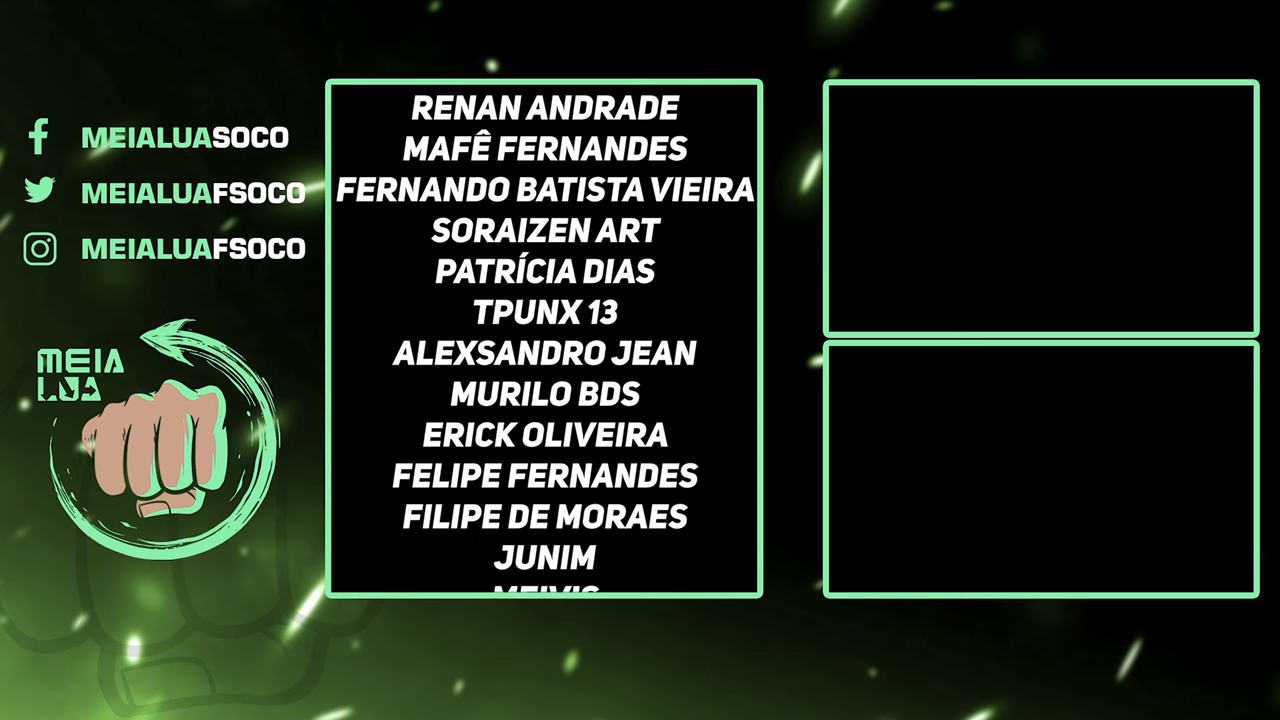 MEIALUASOCO
MEIALUAFSOCO
MEIALUAFSOCO
MEIA
LUA
RENAN ANDRADE
MAFÊ FERNANDES
FERNANDO BATISTA VIEIRA
SORAIZEN ART
PATRÍCIA DIAS
TPUNX 13
ALEXSANDRO JEAN
MURILO BDS
ERICK OLIVEIRA
FELIPE FERNANDES
FILIPE DE MORAES
JUNIM